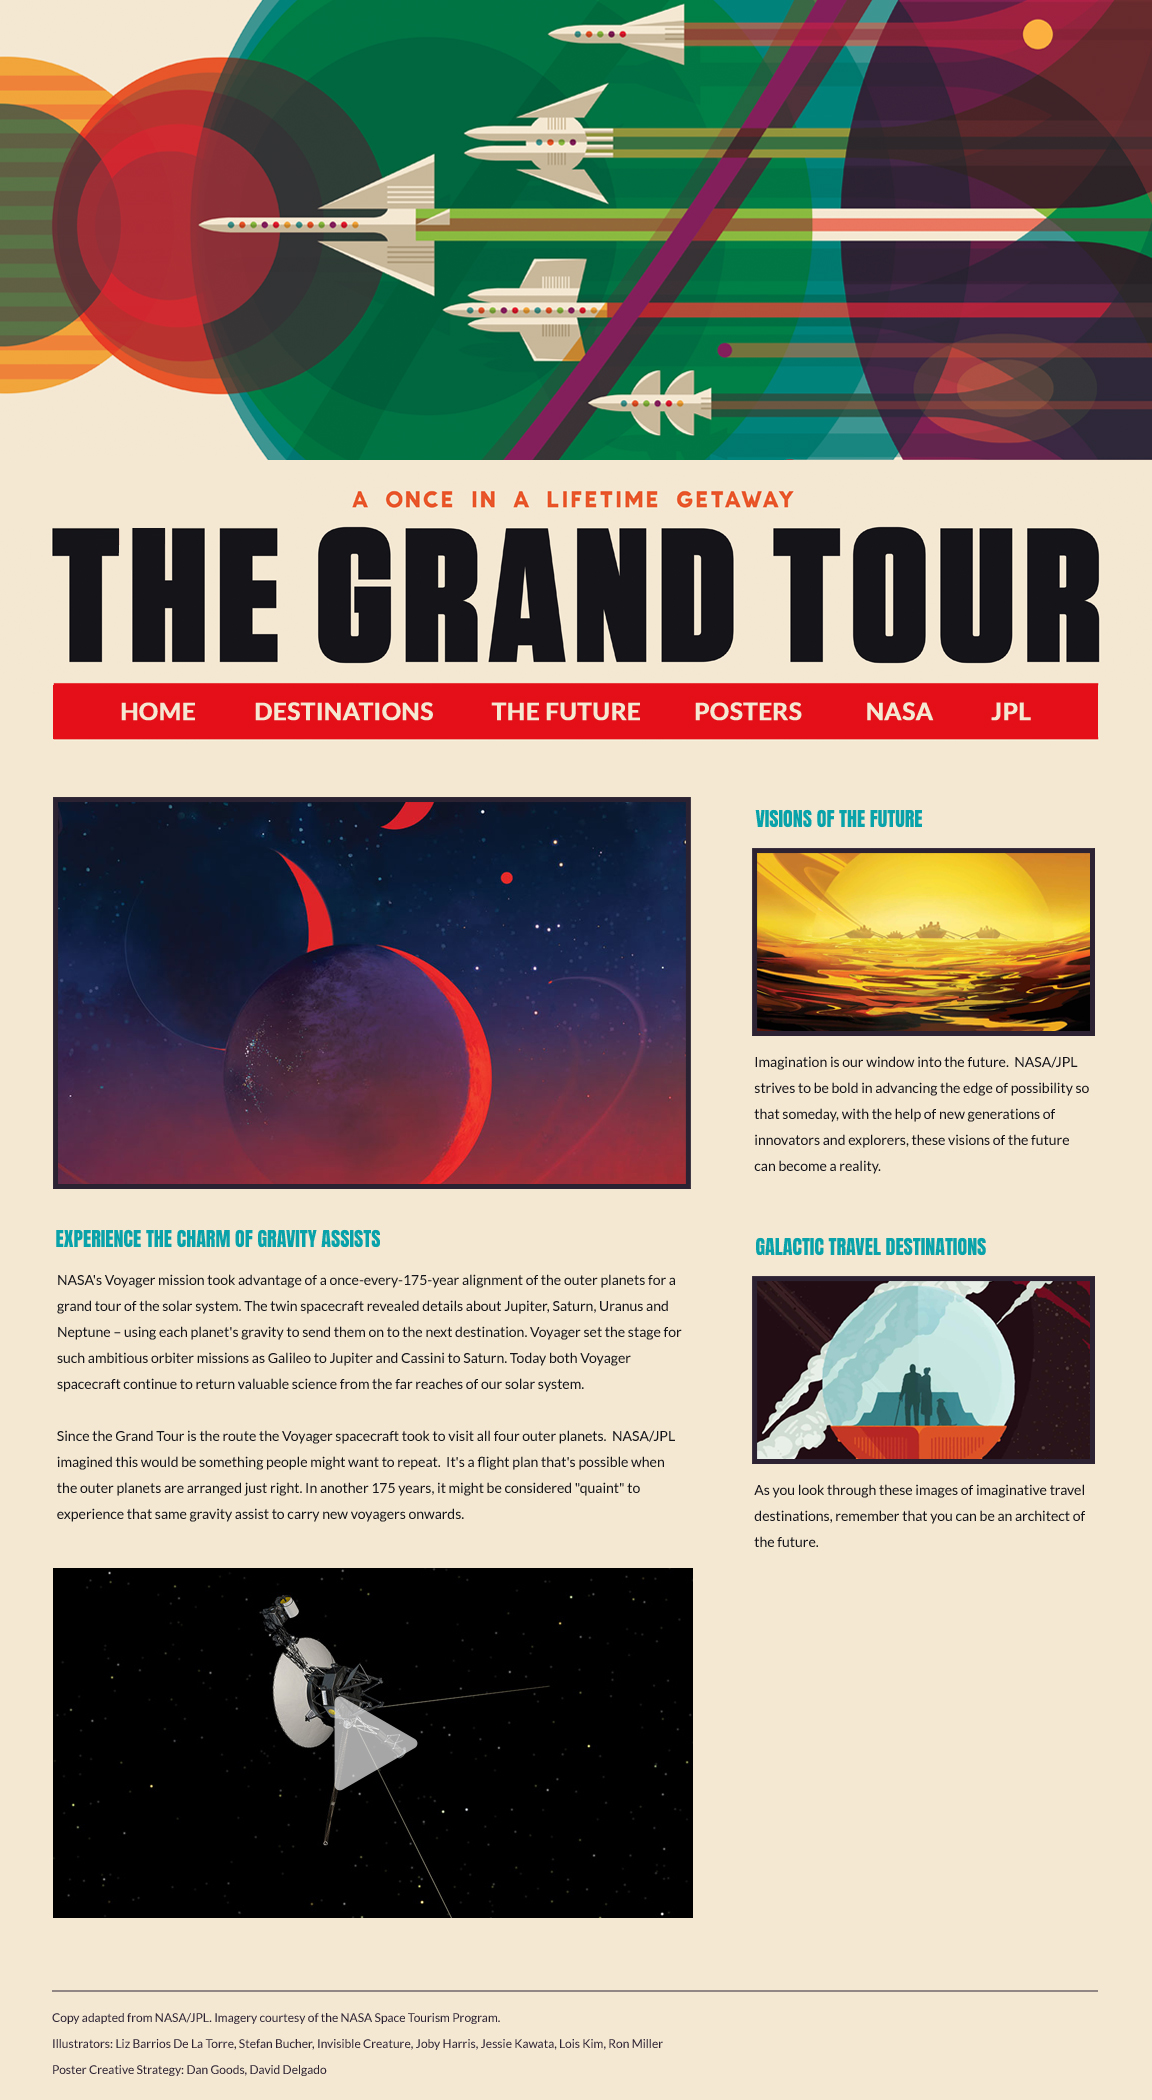 A ONCE IN A LIFETIME GETAWAY
THE GRAND TOUR
HOME DESTINATIONS THE FUTURE POSTERS NASA JPL
EXPERIENCE THE CHARM OF GRAVITY ASSISTS
NASA's Voyager mission took advantage of a once-every-175-year alignment of the outer planets for a
grand tour of the solar system. The twin spacecraft revealed details about Jupiter, Saturn, Uranus and
Neptune – using each planet's gravity to send them on to the next destination. Voyager set the stage for
such ambitious orbiter missions as Galileo to Jupiter and Cassini to Saturn. Today both Voyager
spacecraft continue to return valuable science from the far reaches of our solar system.
Since the Grand Tour is the route the Voyager spacecraft took to visit all four outer planets.  NASA/JPL
imagined this would be something people might want to repeat.  It's a flight plan that's possible when
the outer planets are arranged just right. In another 175 years, it might be considered "quaint" to
experience that same gravity assist to carry new voyagers onwards.
VISIONS OF THE FUTURE
Imagination is our window into the future.  NASA/JPL
strives to be bold in advancing the edge of possibility so
that someday, with the help of new generations of
innovators and explorers, these visions of the future
can become a reality.
GALACTIC TRAVEL DESTINATIONS
As you look through these images of imaginative travel
destinations, remember that you can be an architect of
the future.
Copy adapted from NASA/JPL. Imagery courtesy of the NASA Space Tourism Program.
Illustrators: Liz Barrios De La Torre, Stefan Bucher, Invisible Creature, Joby Harris, Jessie Kawata, Lois Kim, Ron Miller
Poster Creative Strategy: Dan Goods, David Delgado